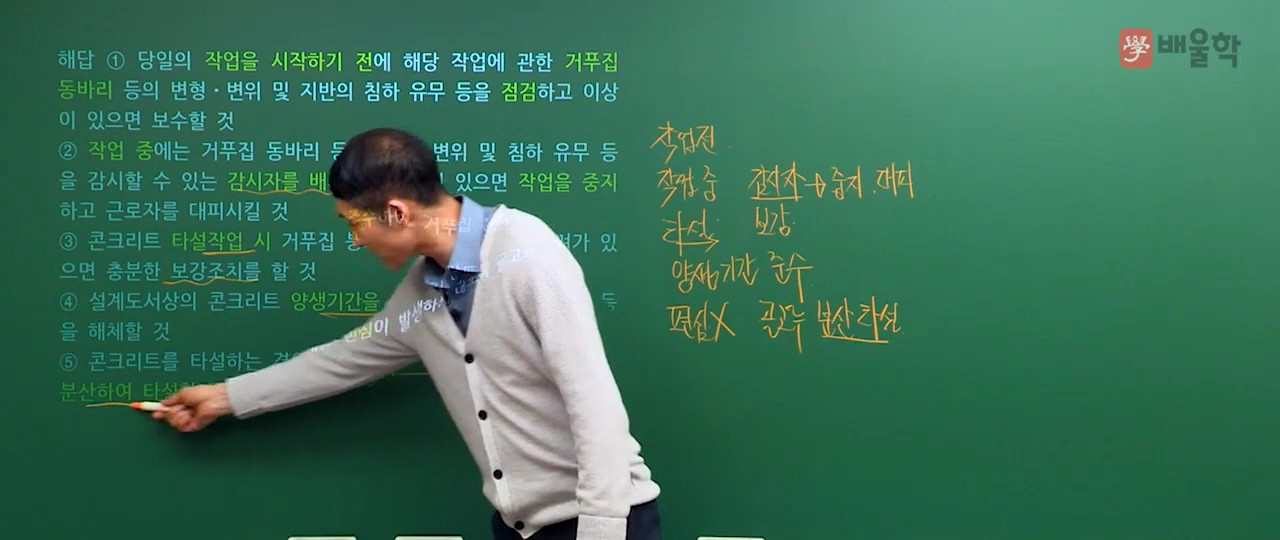 學 배울학
해답 ① 당일의 작업을 시작하기 전에 해당 작업에 관한 거푸집
동바리 등의 변형·변위 및 지반의 침하 유무 등을 점검하고 이상
이 있으면 보수할 것
② 작업 중에는 거푸집 동바리 변위 및 침하 유무 등
을 감시할 수 있는 감시자를 있으면 작업을 중지
하고 근로자를 대피시킬 것
③ 콘크리트 타설작업 시 거푸집 가 있
으면 충분한 보강조치를 할 것
④ 설계도서상의 콘크리트 양생기간을
을 해체할 것
⑤ 콘크리트를 타설하는 편심이 발생하
분산하여
작업전
작업중 감시자→중지.대피
타설 보강
양생기간 준수
편심X 골고루 분산타설